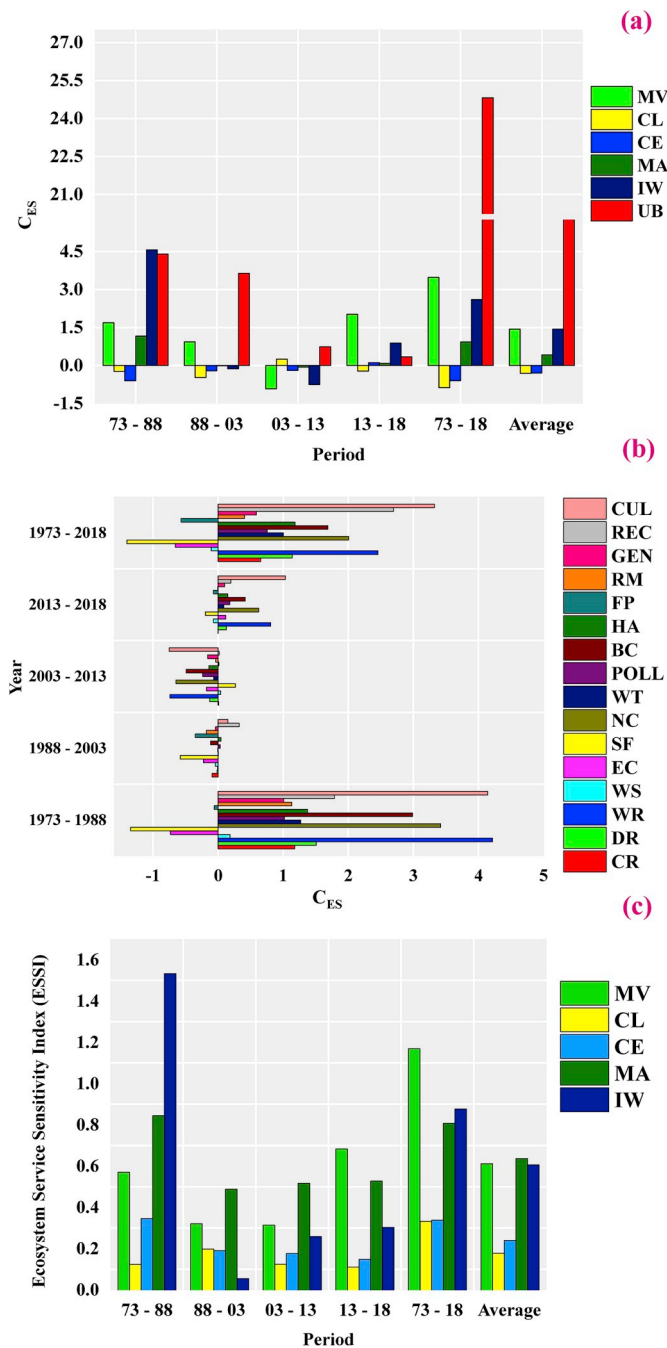 (a)
27.0
25.5
24.0
22.5
21.0
4.5
3.0
1.5
0.0
-1.5
C_ES
73 - 88 88 - 03 03 - 13 13 - 18 73 - 18 Average
Period
MV
CL
CE
MA
IW
UB
(b)
1973 - 2018
2013 - 2018
2003 - 2013
1988 - 2003
1973 - 1988
Year
-1 0 1 2 3 4 5
C_ES
CUL
REC
GEN
RM
FP
HA
BC
POLL
WT
NC
SF
EC
WS
WR
DR
CR
(c)
Ecosystem Service Sensitivity Index (ESSI)
1.6
1.4
1.2
1.0
0.8
0.6
0.4
0.2
0.0
73 - 88 88 - 03 03 - 13 13 - 18 73 - 18 Average
Period
MV
CL
CE
MA
IW